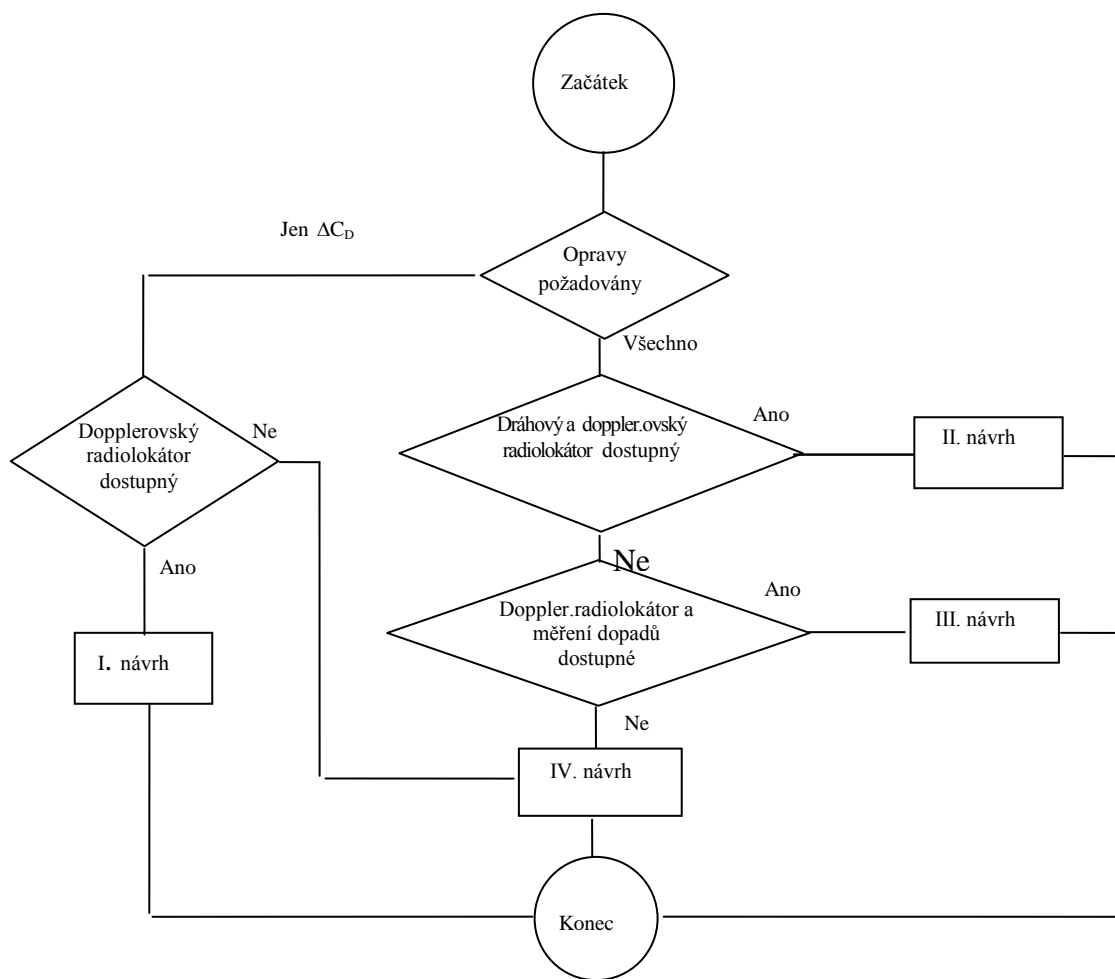 Začátek
Jen ΔC_D
Opravy
požadovány
Všechno
Dopplerovský
radiolokátor
dostupný
Ne
Dráhový a doppler.ovský
radiolokátor dostupný
Ano
II. návrh
Ano
Ne
Doppler.radiolokátor a
měření dopadů
dostupné
Ano
III. návrh
I. návrh
Ne
IV. návrh
Konec